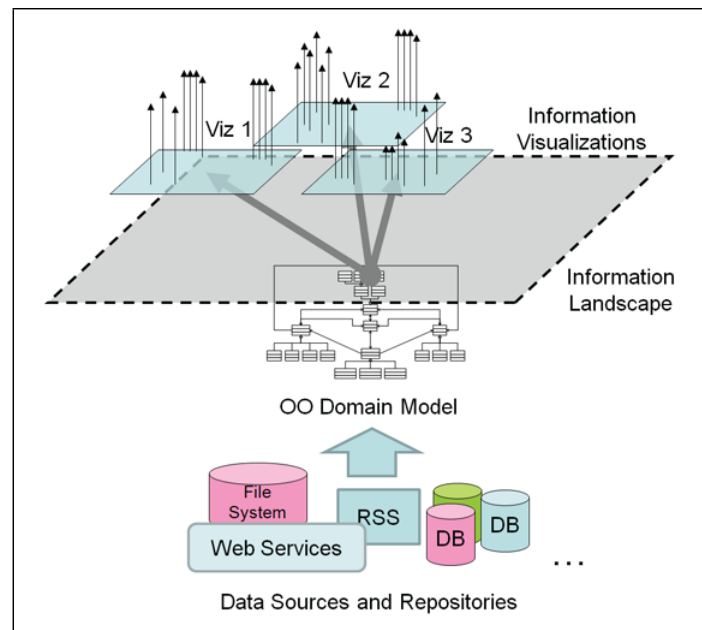 Viz 2
Viz 1
Viz 3
Information
Visualizations
Information
Landscape
OO Domain Model
File
System
RSS
Web Services
DB
DB
...
Data Sources and Repositories